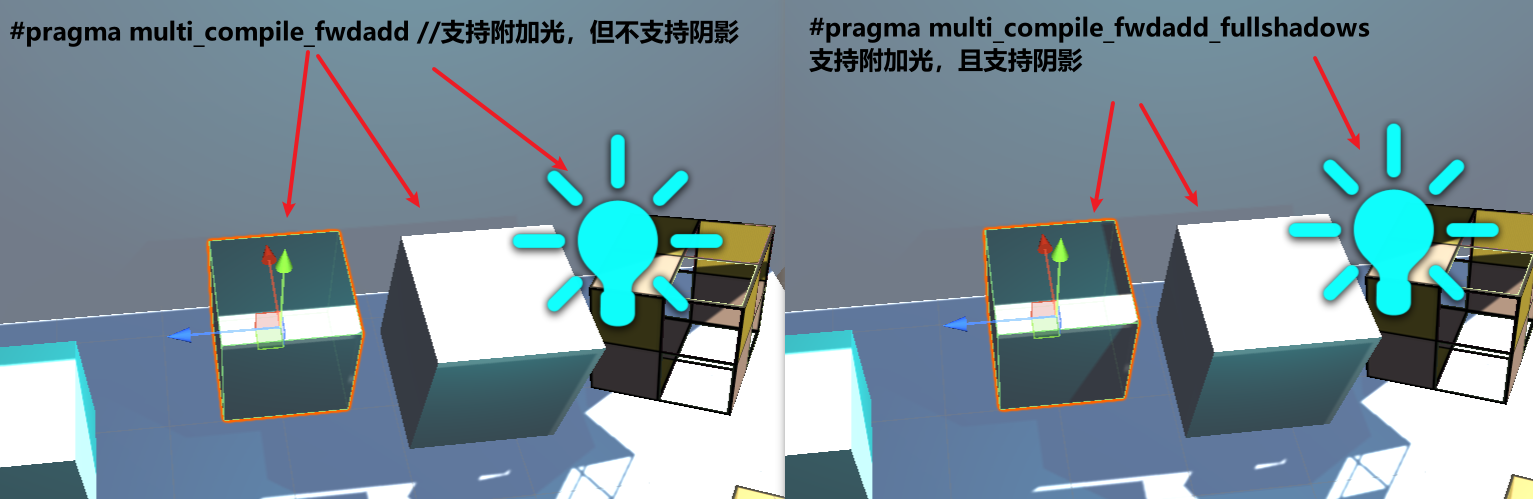 #pragma multi_compile_fwdadd //支持附加光，但不支持阴影
#pragma multi_compile_fwdadd_fullshadows
支持附加光，且支持阴影